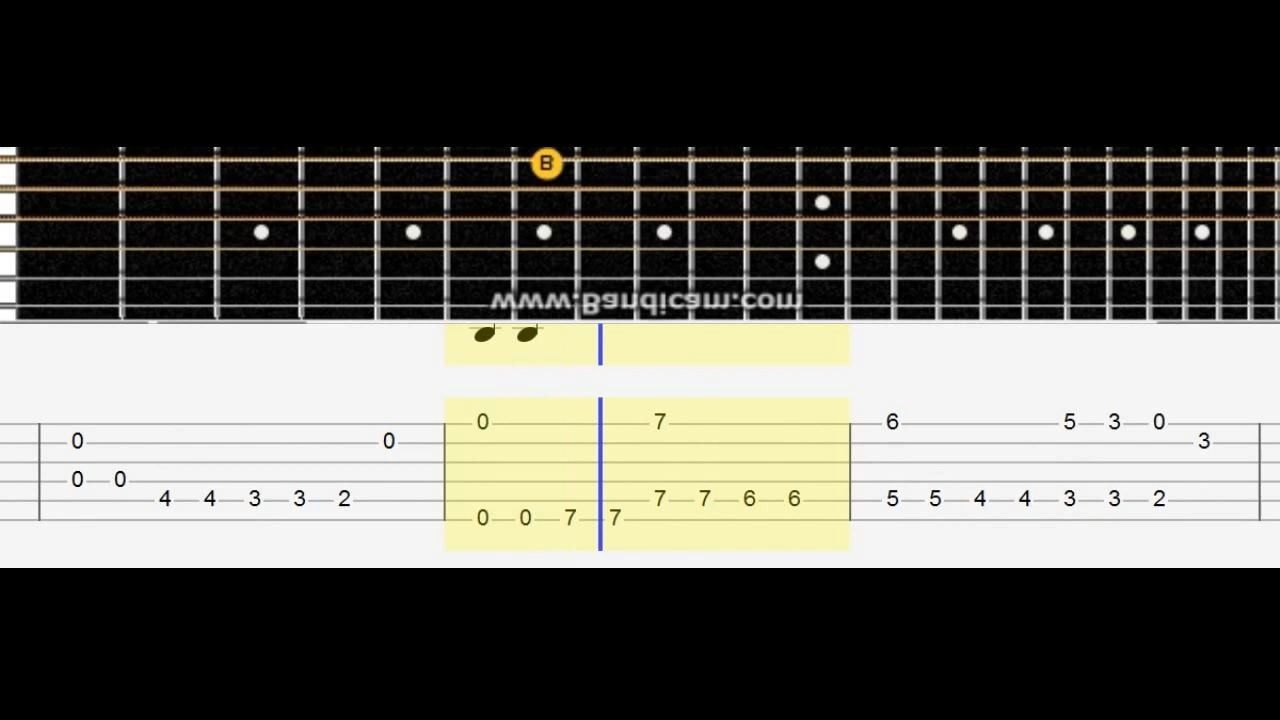 B
www.Bandicam.com
0 7 6 5 3 0
0 0 3
0 0
4 4 3 3 2 7 7 6 6 5 5 4 4 3 3 2
0 0 7 7